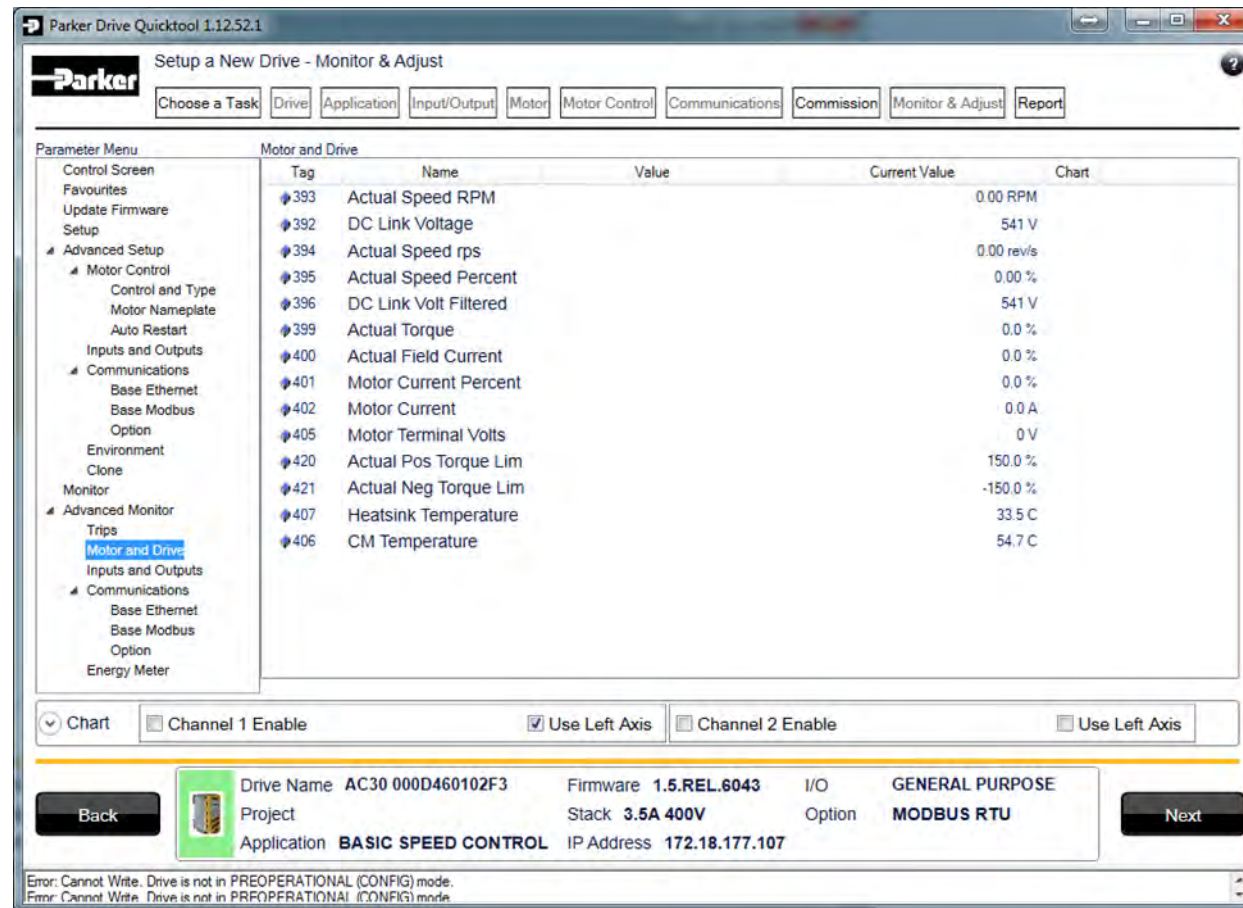 Parker Drive Quicktool 1.12.52.1
Parker
Setup a New Drive - Monitor & Adjust
?
Choose a Task Drive Application Input/Output Motor Motor Control Communications Commission Monitor & Adjust Report
Parameter Menu
Control Screen
Favourites
Update Firmware
Setup
Advanced Setup
Motor Control
Control and Type
Motor Nameplate
Auto Restart
Inputs and Outputs
Communications
Base Ethernet
Base Modbus
Option
Environment
Clone
Monitor
Advanced Monitor
Trips
Motor and Drive
Inputs and Outputs
Communications
Base Ethernet
Base Modbus
Option
Energy Meter
Motor and Drive
Tag Name Value Current Value Chart
393 Actual Speed RPM 0.00 RPM
392 DC Link Voltage 541 V
394 Actual Speed rps 0.00 rev/s
395 Actual Speed Percent 0.00 %
396 DC Link Volt Filtered 541 V
399 Actual Torque 0.0 %
400 Actual Field Current 0.0 %
401 Motor Current Percent 0.0 %
402 Motor Current 0.0 A
405 Motor Terminal Volts 0 V
420 Actual Pos Torque Lim 150.0 %
421 Actual Neg Torque Lim -150.0 %
407 Heatsink Temperature 33.5 C
406 CM Temperature 54.7 C
Chart Channel 1 Enable Use Left Axis Channel 2 Enable Use Left Axis
Back
Drive Name AC30 000D460102F3 Firmware 1.5.REL.6043 I/O GENERAL PURPOSE
Project Stack 3.5A 400V Option MODBUS RTU
Application BASIC SPEED CONTROL IP Address 172.18.177.107
Next
Error: Cannot Write. Drive is not in PREOPERATIONAL (CONFIG) mode.
Error: Cannot Write. Drive is not in PREOPERATIONAL (CONFIG) mode